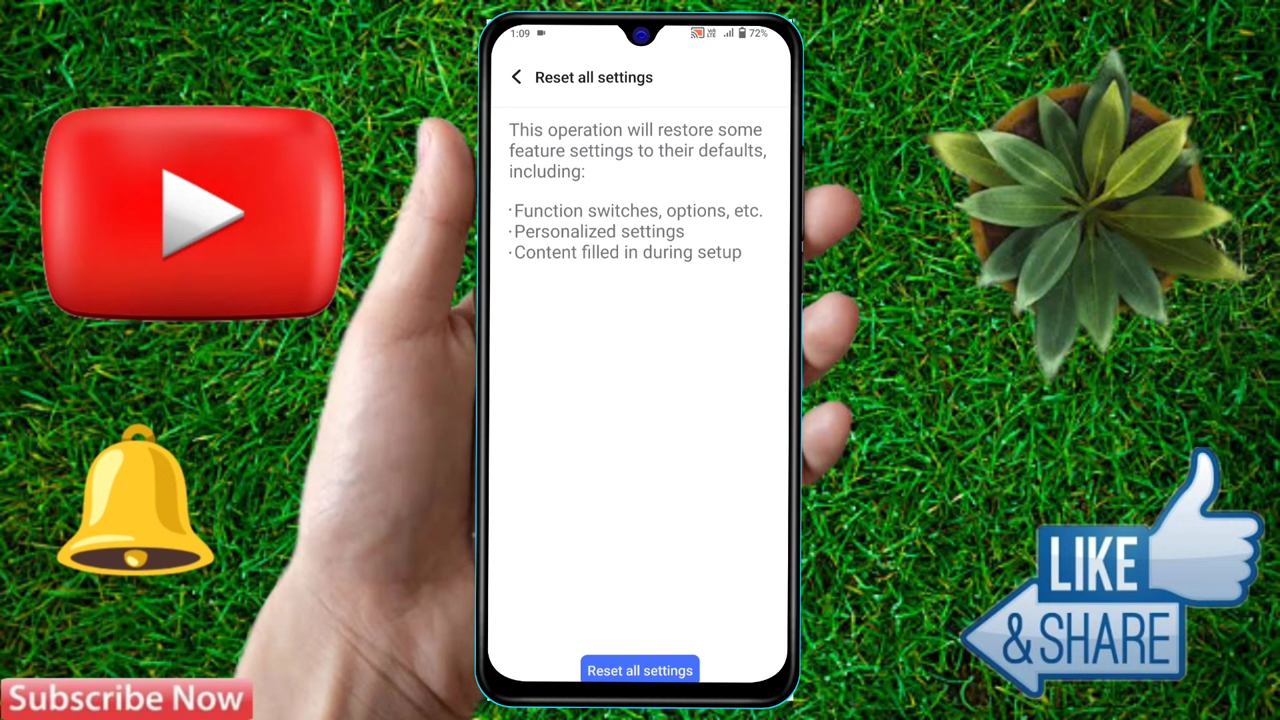 1:09
72%
Reset all settings
This operation will restore some
feature settings to their defaults,
including:
·Function switches, options, etc.
·Personalized settings
·Content filled in during setup
Reset all settings
LIKE
& SHARE
Subscribe Now